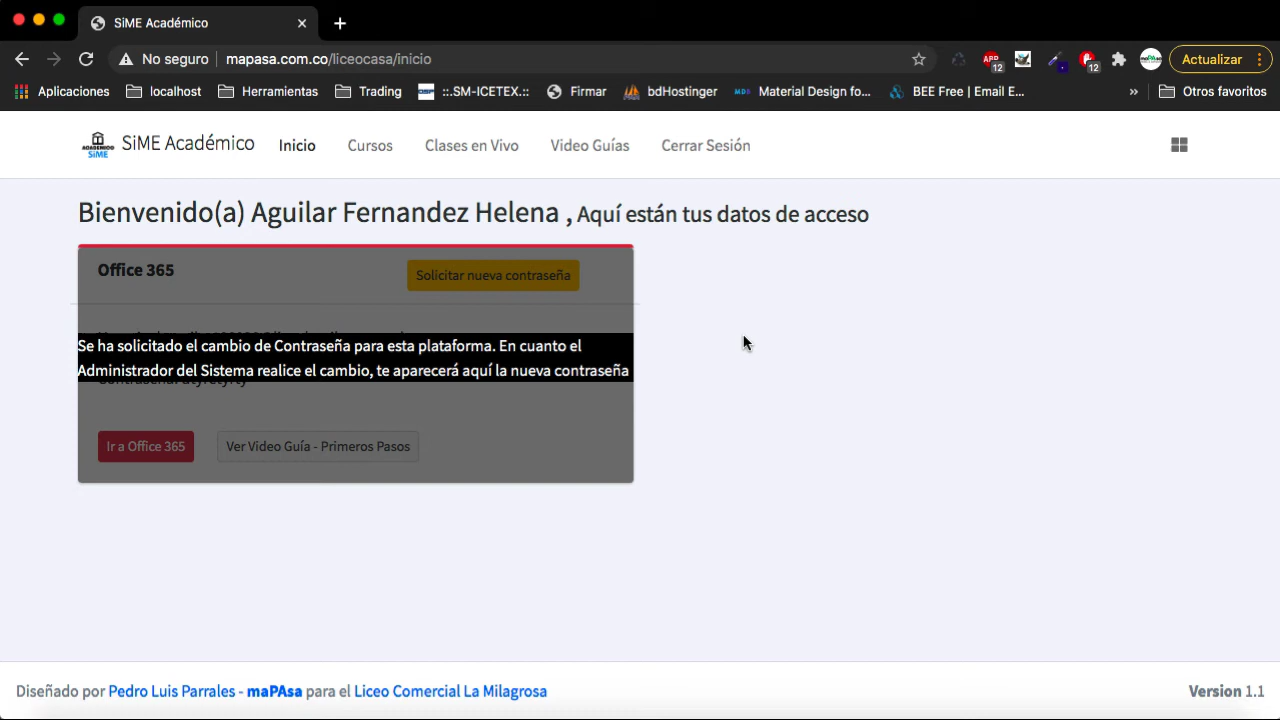 SiME Académico
No seguro
mapasa.com.co/liceocasa/inicio
12
12
Actualizar
Aplicaciones
localhost
Herramientas
Trading
::.SM-ICETEX.::
Firmar
bdHostinger
MDB
Material Design fo...
BEE Free | Email E...
»
Otros favoritos
ACADÉMICO
SiME
SiME Académico
Inicio
Cursos
Clases en Vivo
Video Guías
Cerrar Sesión
Bienvenido(a) Aguilar Fernandez Helena , Aquí están tus datos de acceso
Office 365
Solicitar nueva contraseña
Se ha solicitado el cambio de Contraseña para esta plataforma. En cuanto el
Administrador del Sistema realice el cambio, te aparecerá aquí la nueva contraseña
Ir a Office 365
Ver Video Guía - Primeros Pasos
Diseñado por Pedro Luis Parrales - maPAsa para el Liceo Comercial La Milagrosa
Version 1.1